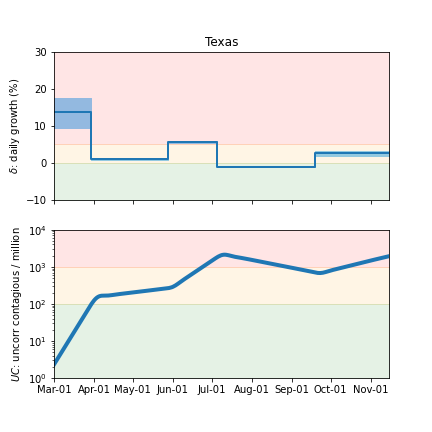 Texas
δ: daily growth (%)
30
20
10
0
−10
UC: uncorr contagious / million
10⁴
10³
10²
10¹
10⁰
Mar-01 Apr-01 May-01 Jun-01 Jul-01 Aug-01 Sep-01 Oct-01 Nov-01